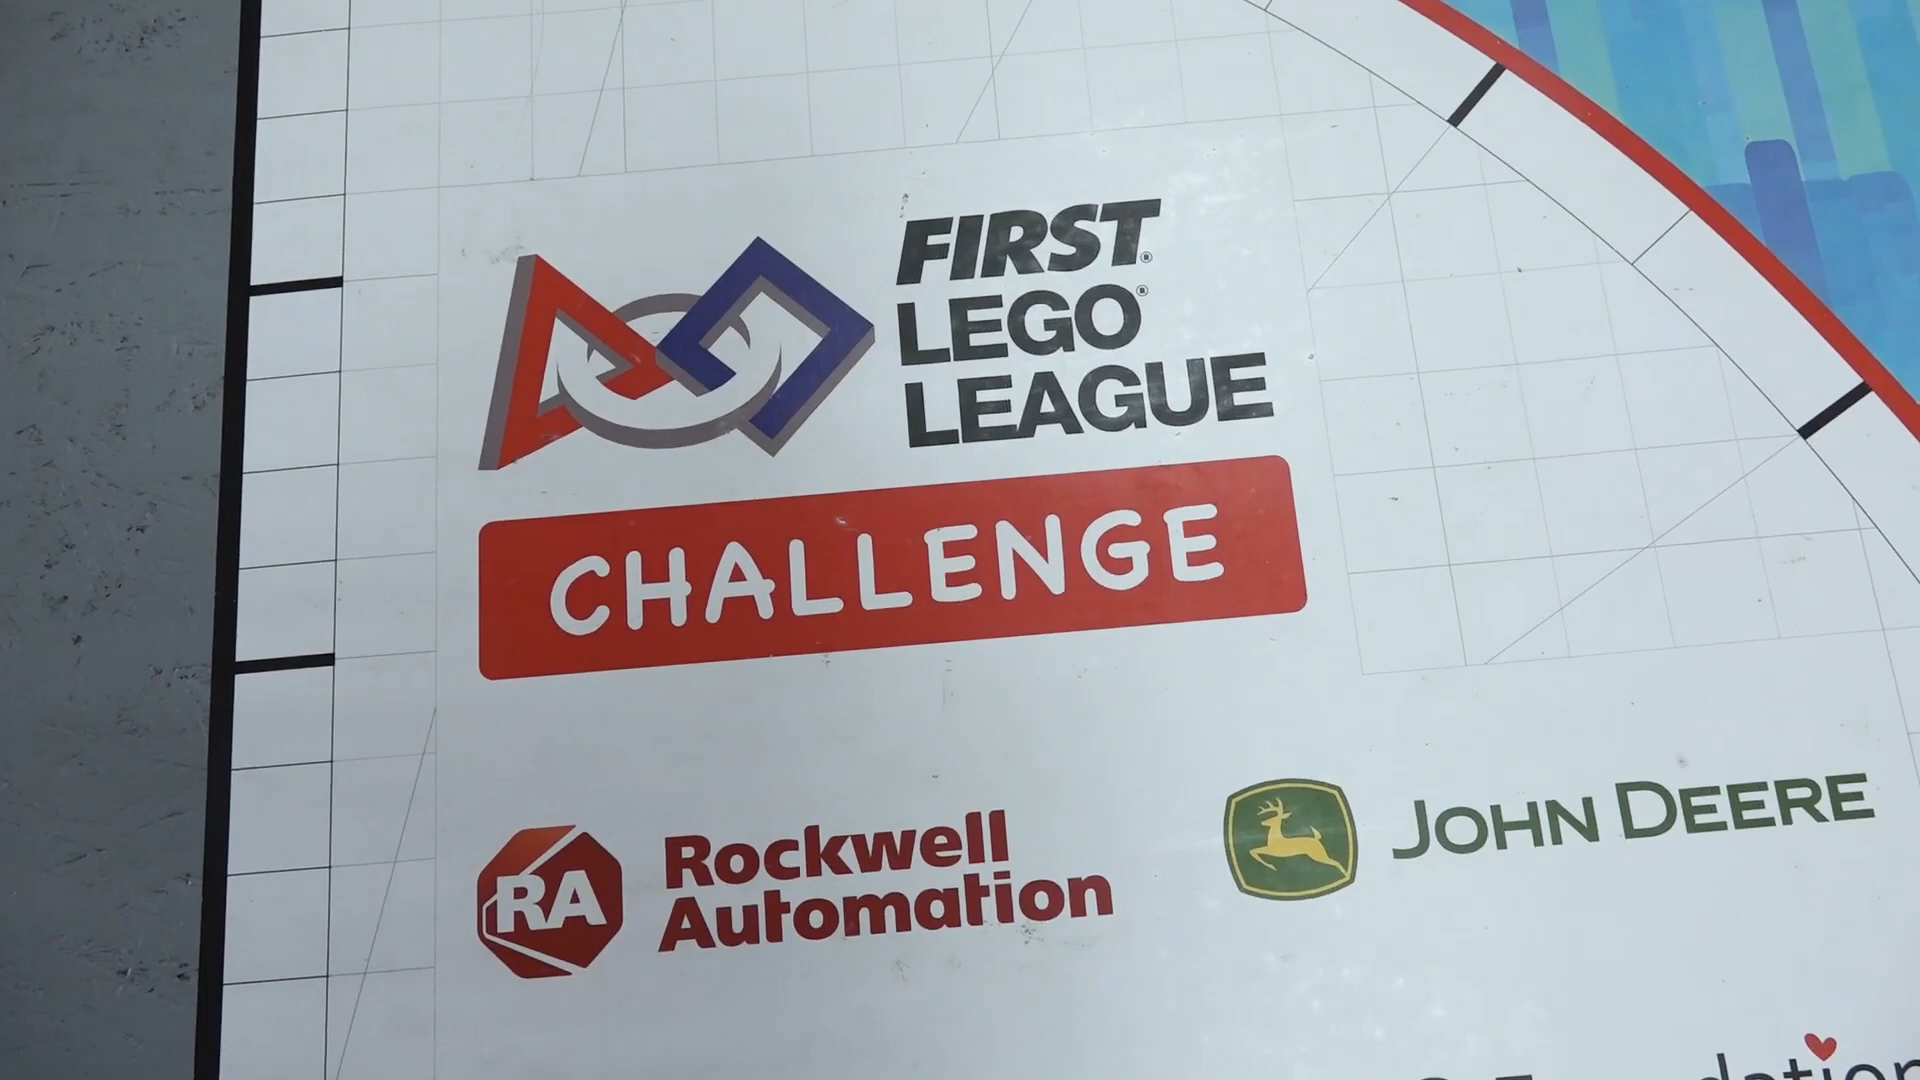 FIRST®
LEGO®
LEAGUE
CHALLENGE
RA
Rockwell
Automation
JOHN DEERE